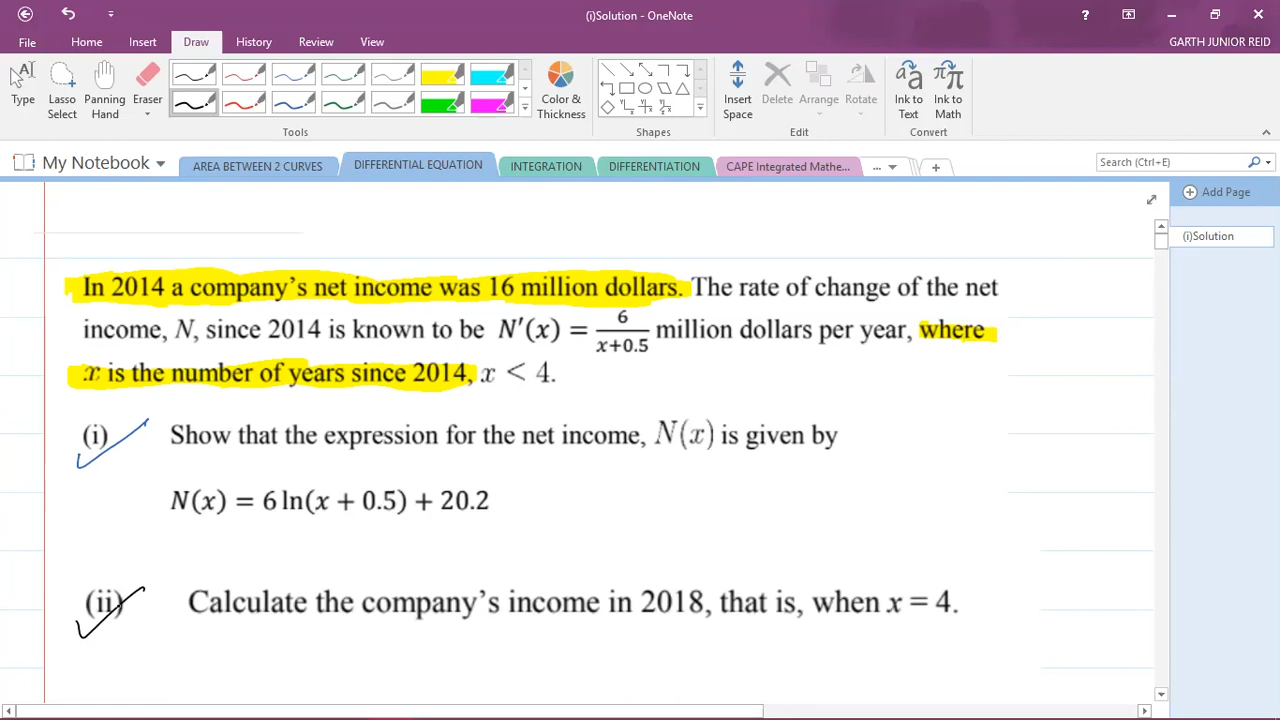 (i)Solution - OneNote
File Home Insert Draw History Review View GARTH JUNIOR REID
Type
Lasso Select
Panning Hand
Eraser
Color & Thickness
Insert Space
Delete
Arrange
Rotate
Ink to Text
Ink to Math
Tools Shapes Edit Convert
My Notebook AREA BETWEEN 2 CURVES DIFFERENTIAL EQUATION INTEGRATION DIFFERENTIATION CAPE Integrated Mathe... ... + Search (Ctrl+E)
Add Page
(i)Solution
In 2014 a company's net income was 16 million dollars. The rate of change of the net
income, N, since 2014 is known to be N′(x) = 6/(x+0.5) million dollars per year, where
x is the number of years since 2014, x < 4.
(i) Show that the expression for the net income, N(x) is given by
N(x) = 6 ln(x + 0.5) + 20.2
(ii) Calculate the company's income in 2018, that is, when x = 4.